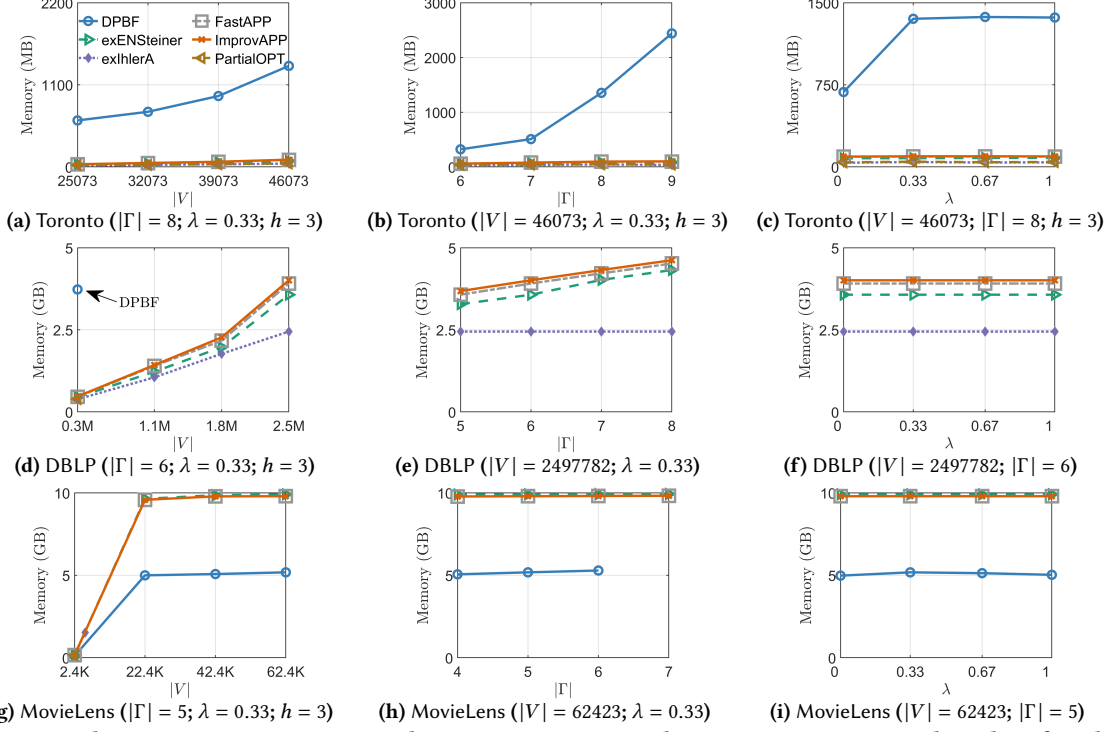 2200
1100
0
Memory (MB)
DPBF
exENSteiner
exIhlerA
FastAPP
ImprovAPP
PartialOPT
25073 32073 39073 46073
|V|
(a) Toronto (|Γ| = 8; λ = 0.33; h = 3)
3000
2000
1000
0
Memory (MB)
6 7 8 9
|Γ|
(b) Toronto (|V| = 46073; λ = 0.33; h = 3)
1500
750
0
Memory (MB)
0 0.33 0.67 1
λ
(c) Toronto (|V| = 46073; |Γ| = 8; h = 3)
5
2.5
0
Memory (GB)
DPBF
0.3M 1.1M 1.8M 2.5M
|V|
(d) DBLP (|Γ| = 6; λ = 0.33; h = 3)
5
2.5
0
Memory (GB)
5 6 7 8
|Γ|
(e) DBLP (|V| = 2497782; λ = 0.33)
5
2.5
0
Memory (GB)
0 0.33 0.67 1
λ
(f) DBLP (|V| = 2497782; |Γ| = 6)
10
5
0
Memory (GB)
2.4K 22.4K 42.4K 62.4K
|V|
g) MovieLens (|Γ| = 5; λ = 0.33; h = 3)
10
5
0
Memory (GB)
4 5 6 7
|Γ|
(h) MovieLens (|V| = 62423; λ = 0.33)
10
5
0
Memory (GB)
0 0.33 0.67 1
λ
(i) MovieLens (|V| = 62423; |Γ| = 5)